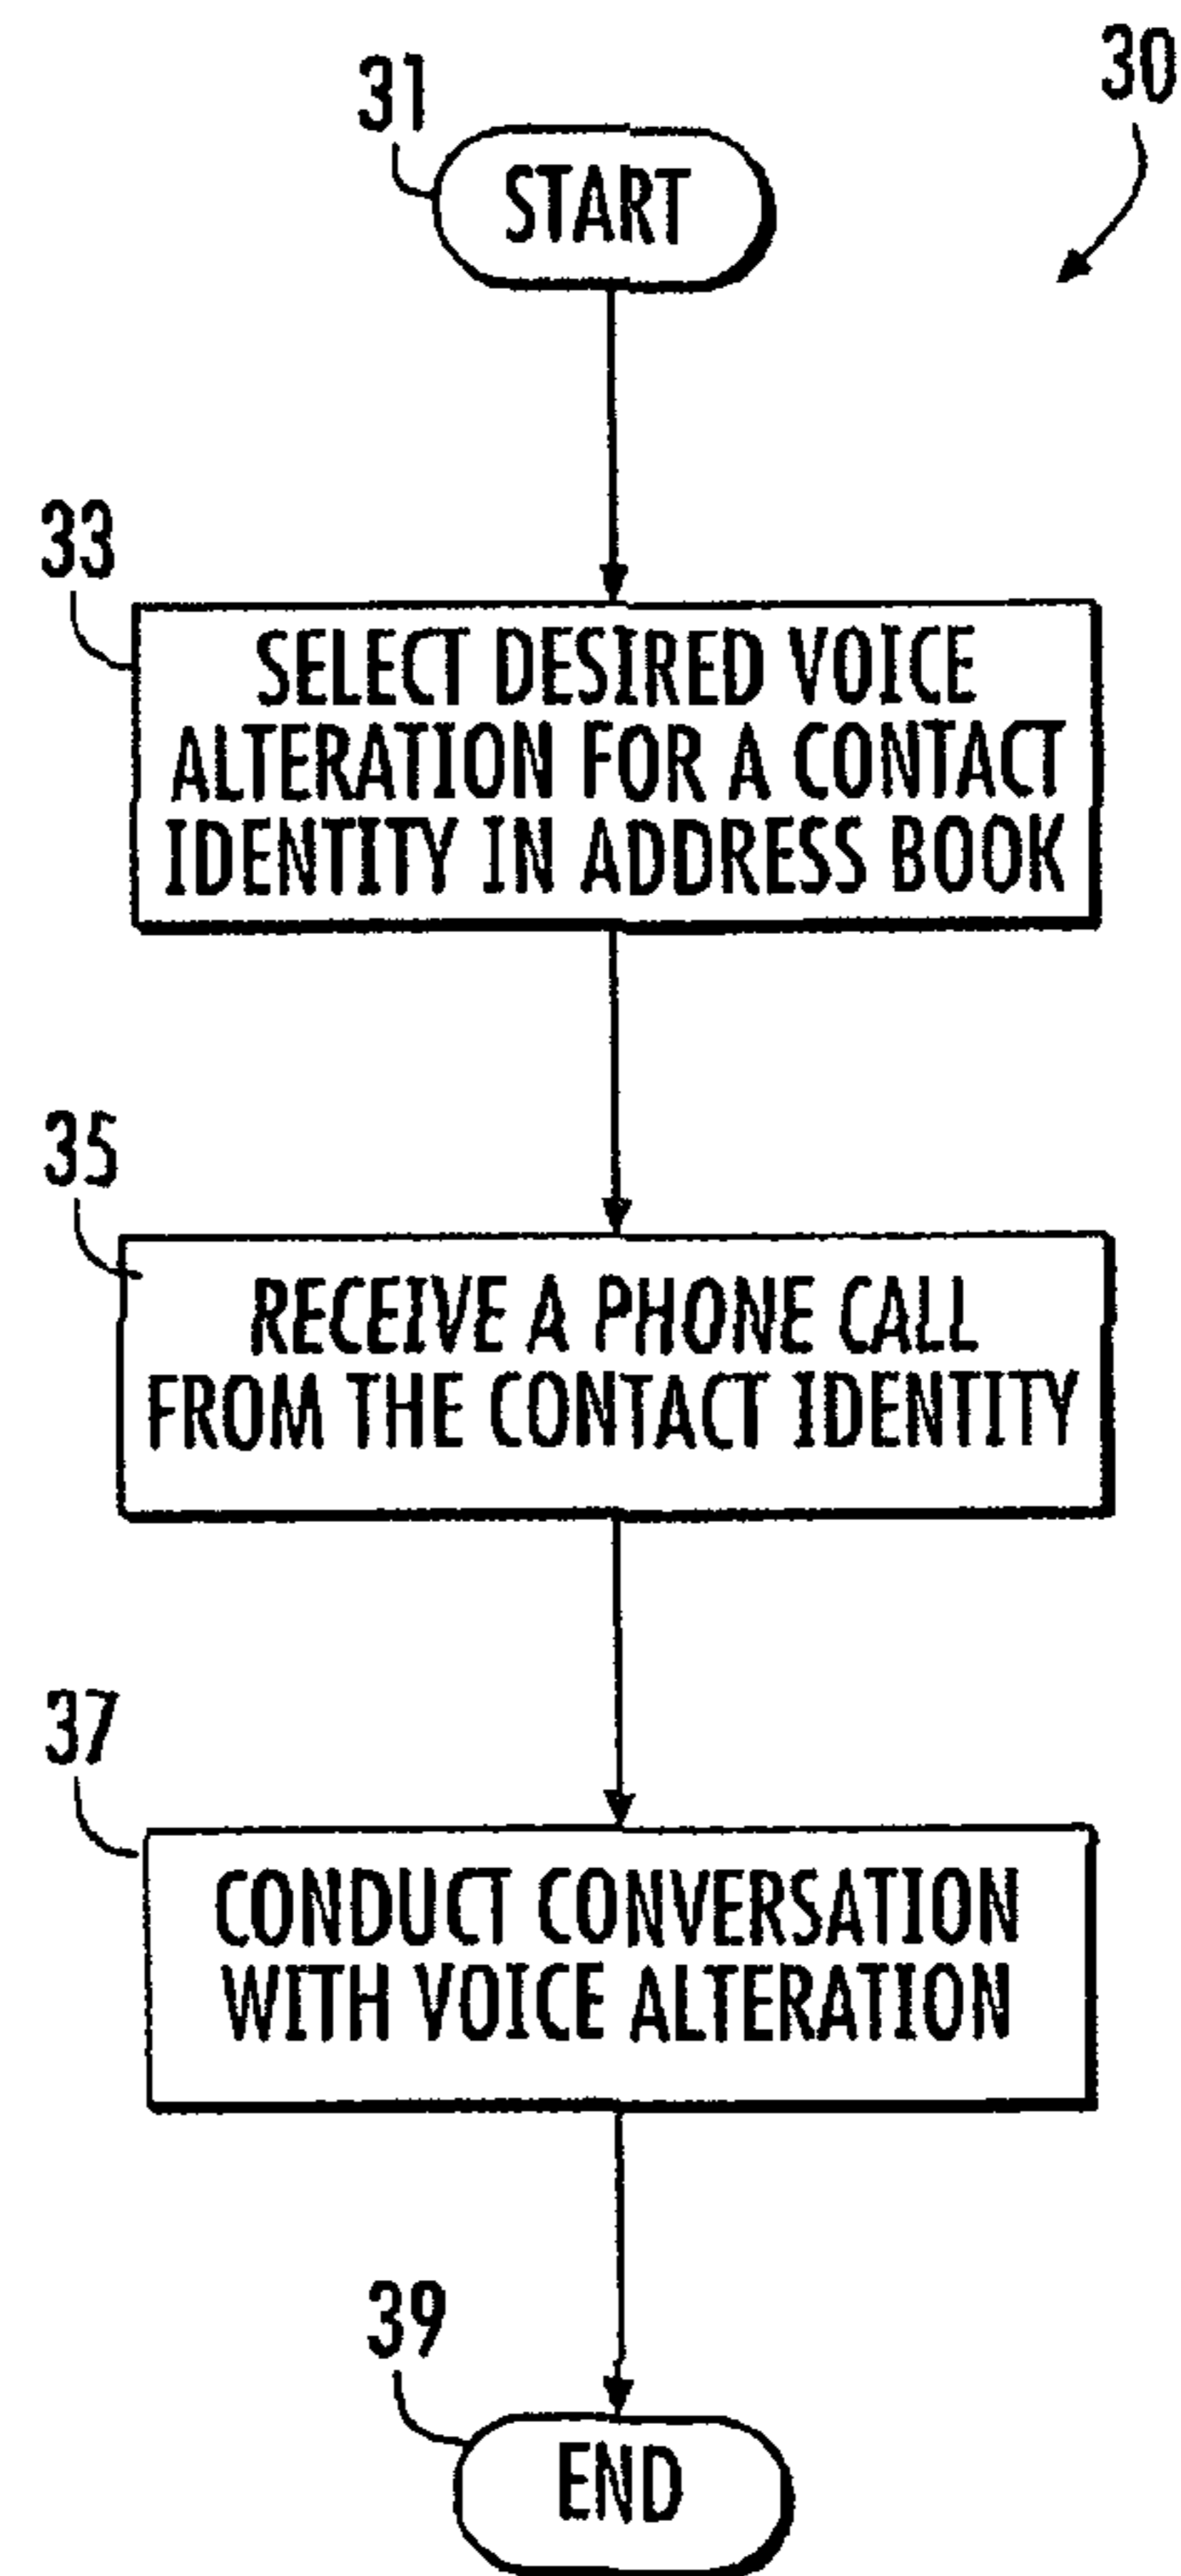 30
31
START
33
SELECT DESIRED VOICE
ALTERATION FOR A CONTACT
IDENTITY IN ADDRESS BOOK
35
RECEIVE A PHONE CALL
FROM THE CONTACT IDENTITY
37
CONDUCT CONVERSATION
WITH VOICE ALTERATION
39
END